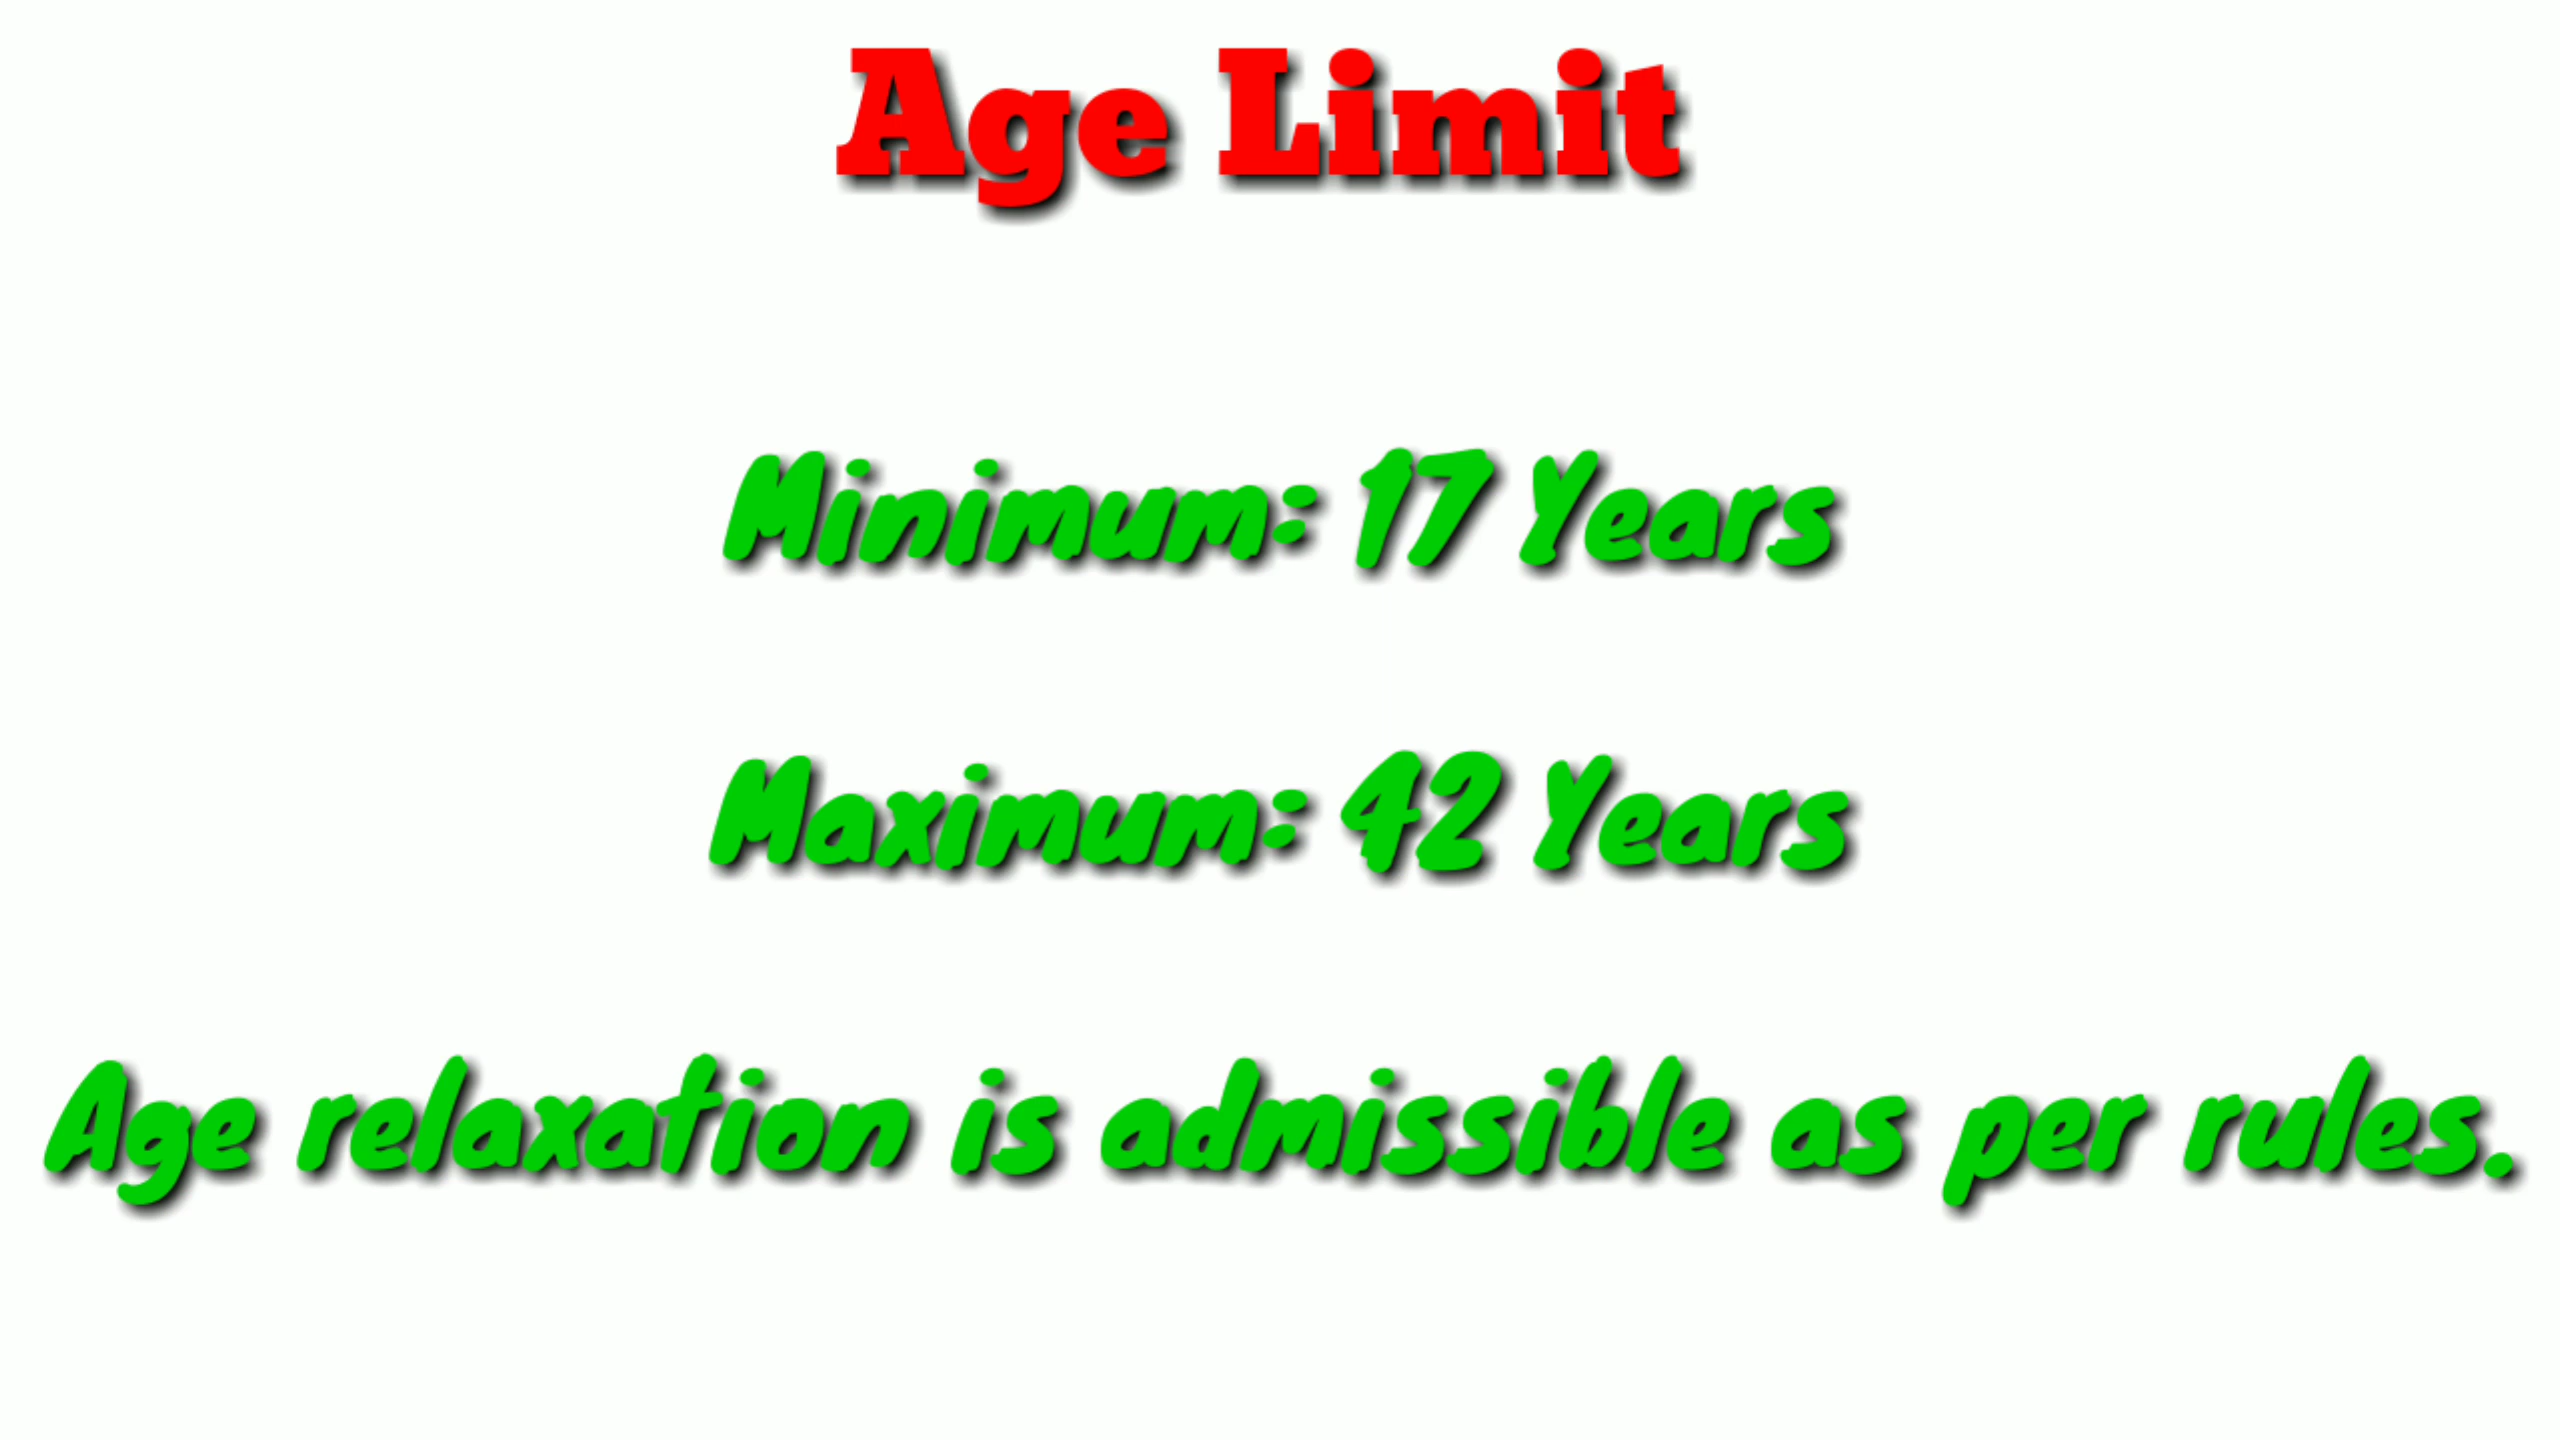 Age Limit
Minimum: 17 Years
Maximum: 42 Years
Age relaxation is admissible as per rules.